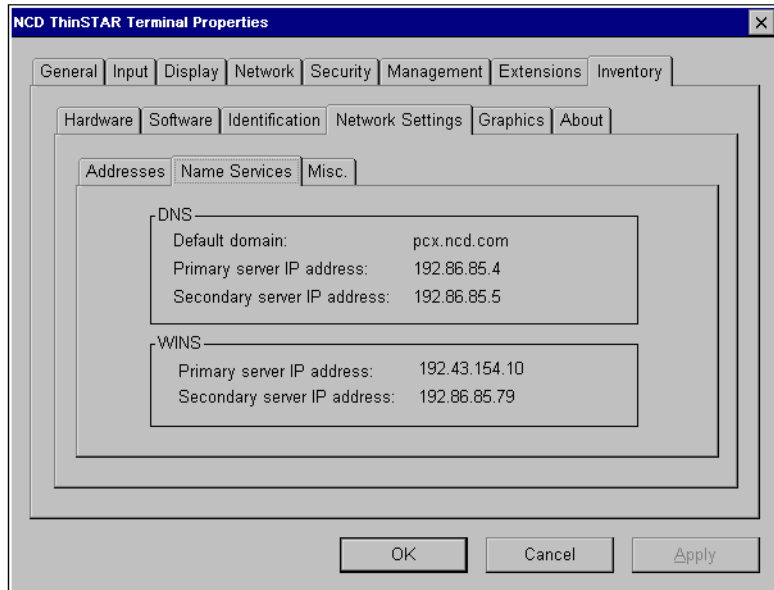 NCD ThinSTAR Terminal Properties
General Input Display Network Security Management Extensions Inventory
Hardware Software Identification Network Settings Graphics About
Addresses Name Services Misc.
DNS
Default domain: pcx.ncd.com
Primary server IP address: 192.86.85.4
Secondary server IP address: 192.86.85.5
WINS
Primary server IP address: 192.43.154.10
Secondary server IP address: 192.86.85.79
OK Cancel Apply